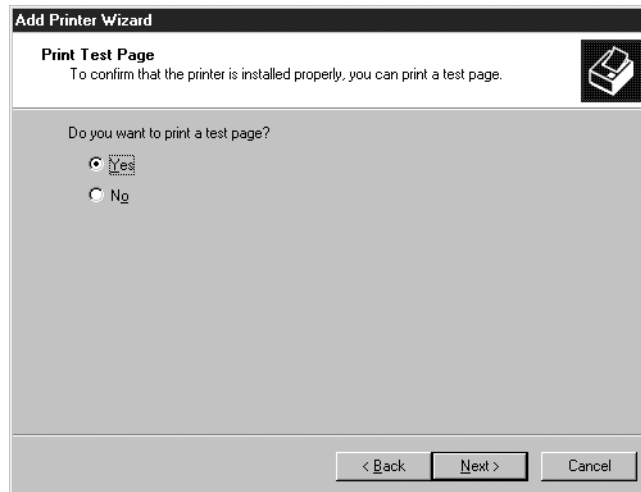 Add Printer Wizard
Print Test Page
To confirm that the printer is installed properly, you can print a test page.
Do you want to print a test page?
Yes
No
< Back Next > Cancel